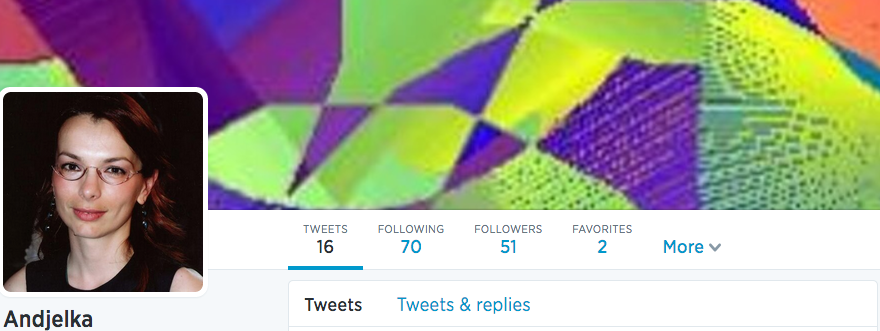 TWEETS FOLLOWING FOLLOWERS FAVORITES
16 70 51 2 More
Tweets Tweets & replies
Andjelka